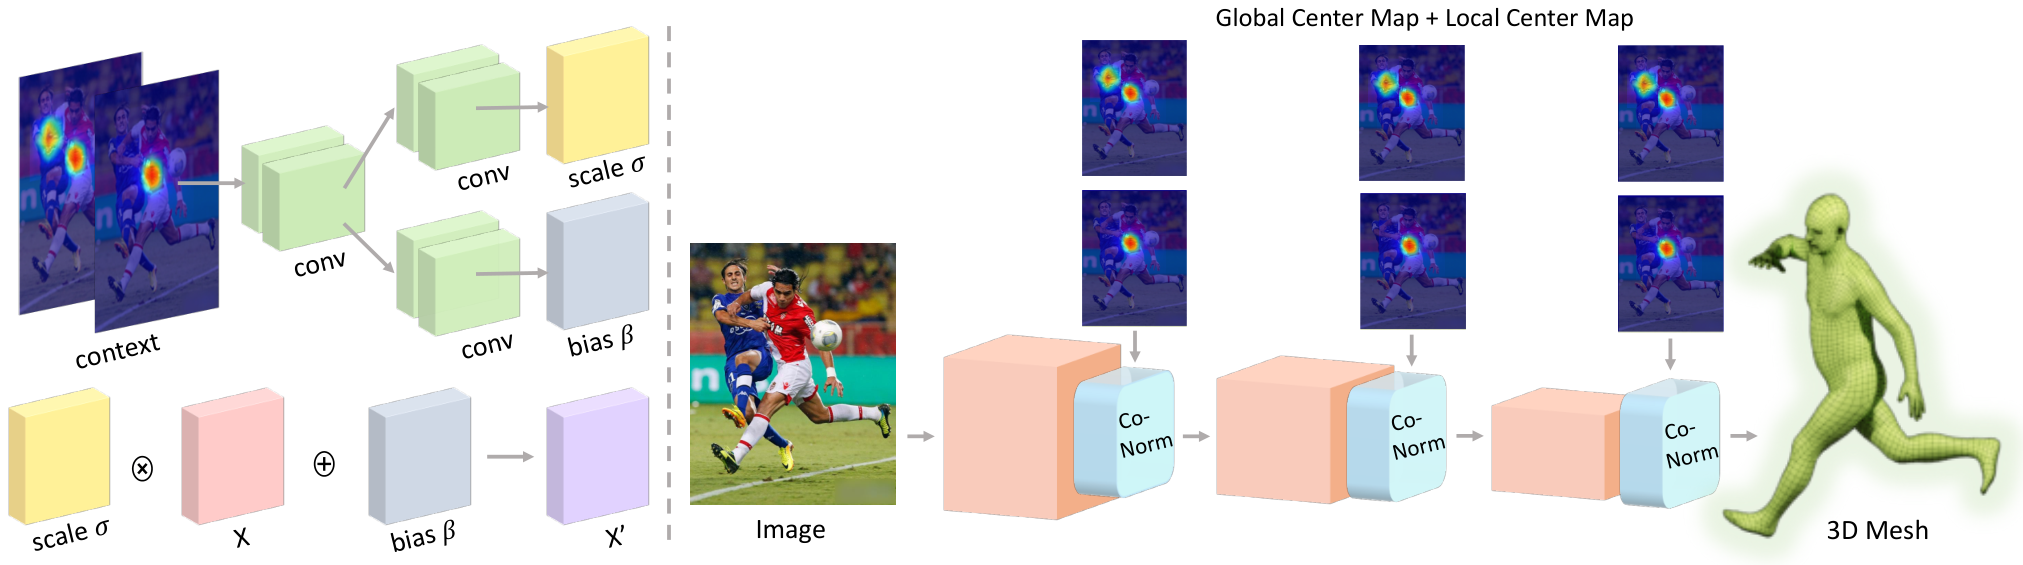 Global Center Map + Local Center Map
conv
scale σ
conv
conv
bias β
context
scale σ
X
bias β
X′
Image
Co-
Norm
Co-
Norm
Co-
Norm
3D Mesh